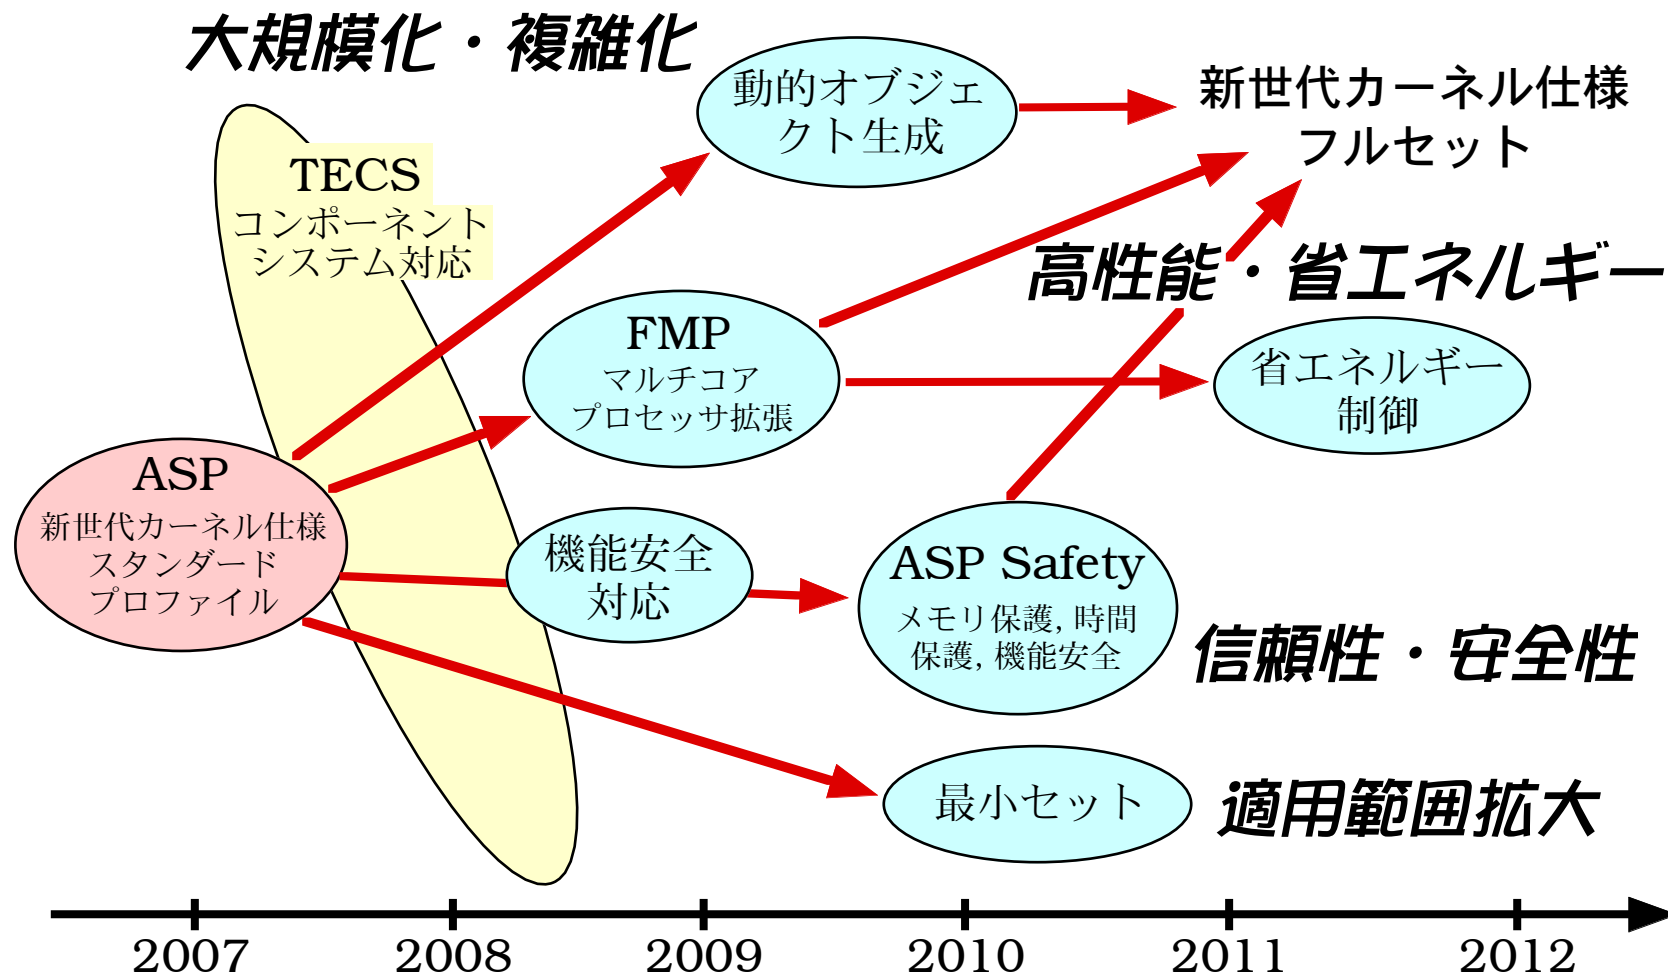 大規模化・複雑化
動的オブジェ
クト生成
新世代カーネル仕様
フルセット
TECS
コンポーネント
システム対応
高性能・省エネルギー
FMP
マルチコア
プロセッサ拡張
省エネルギー
制御
ASP
新世代カーネル仕様
スタンダード
プロファイル
機能安全
対応
ASP Safety
メモリ保護, 時間
保護, 機能安全
信頼性・安全性
最小セット
適用範囲拡大
2007 2008 2009 2010 2011 2012